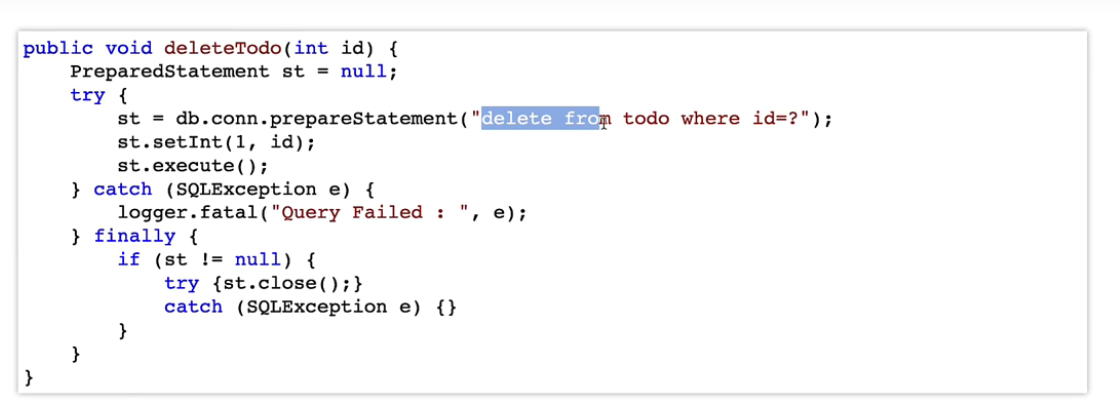 public void deleteTodo(int id) {
    PreparedStatement st = null;
    try {
        st = db.conn.prepareStatement("delete from todo where id=?");
        st.setInt(1, id);
        st.execute();
    } catch (SQLException e) {
        logger.fatal("Query Failed : ", e);
    } finally {
        if (st != null) {
            try {st.close();}
            catch (SQLException e) {}
        }
    }
}